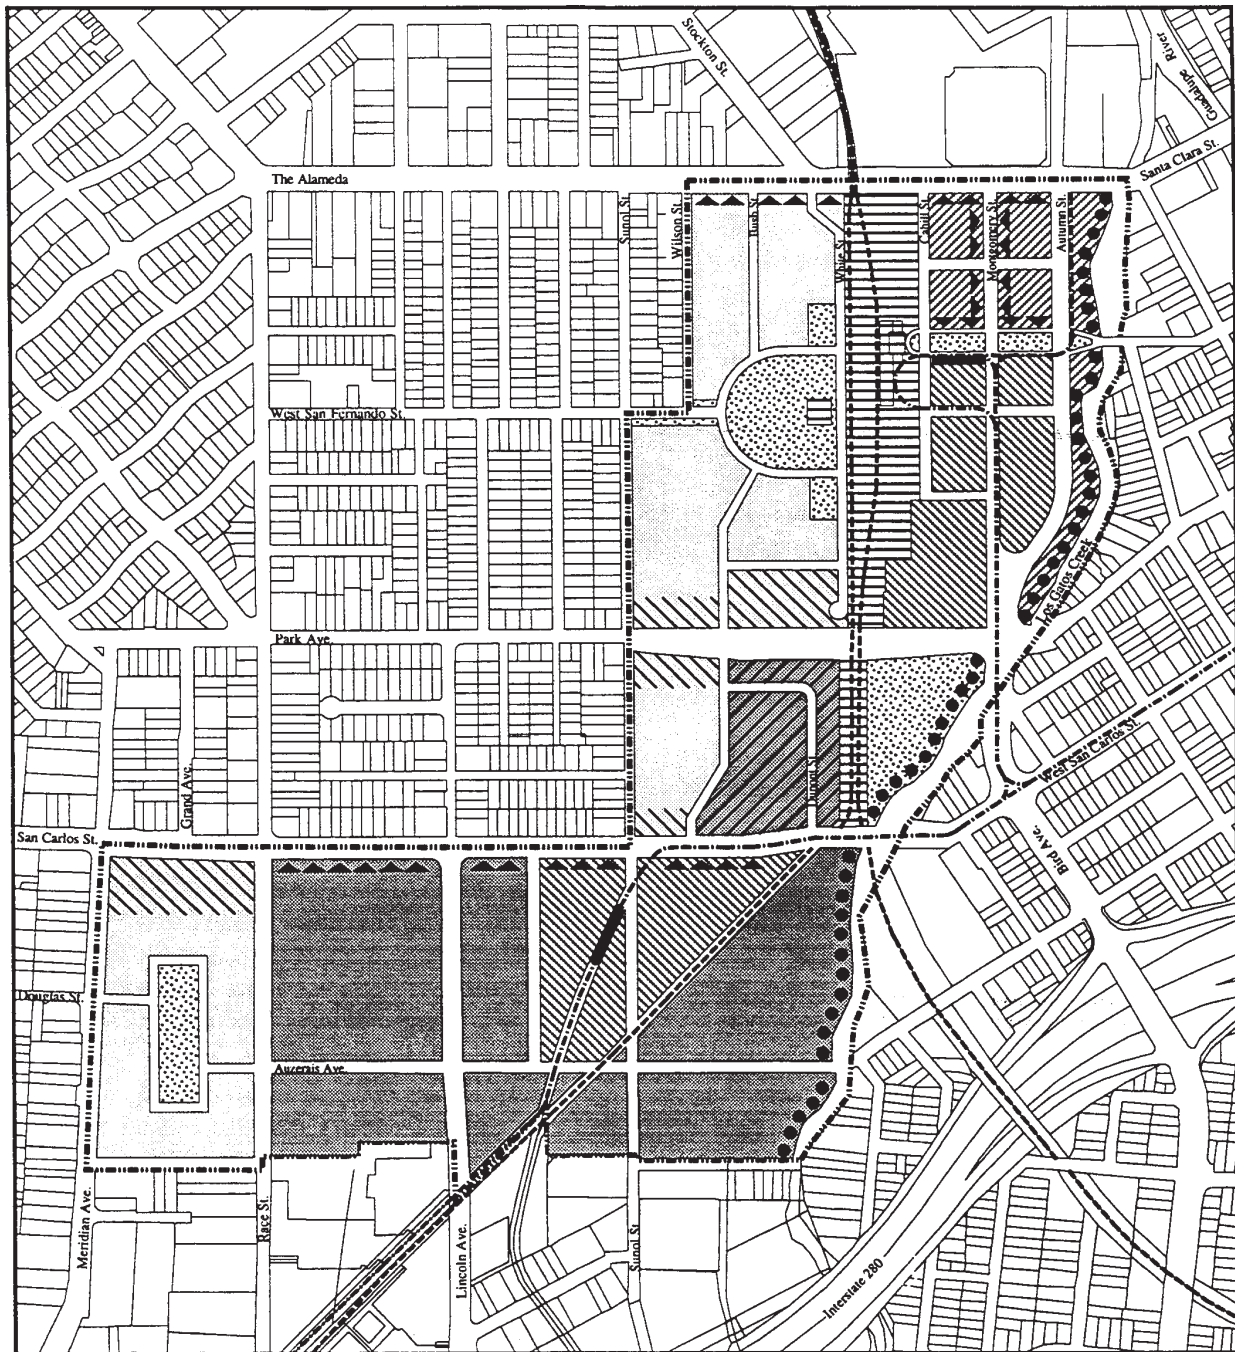 Stockton St.
Guadalupe River
Santa Clara St.
The Alameda
Sunol St.
Wilson St.
Bush St.
White St.
Cahill St.
Montgomery St.
Autumn St.
West San Fernando St.
Los Gatos Creek
Park Ave.
Grand Ave.
Dupont St.
West San Carlos St.
San Carlos St.
Bird Ave.
Douglas St.
Auzerais Ave.
Meridian Ave.
Race St.
Lincoln Ave.
Sunol St.
Interstate 280